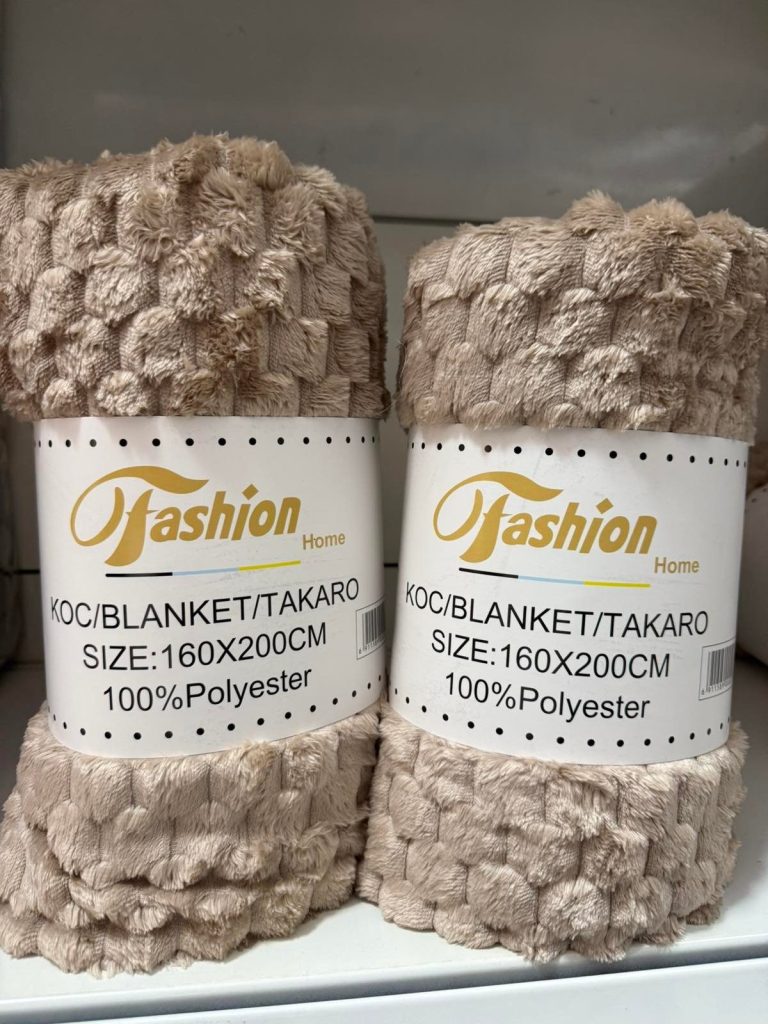 Fashion
Home
KOC/BLANKET/TAKARO
SIZE:160X200CM
100%Polyester
Fashion
Home
KOC/BLANKET/TAKARO
SIZE:160X200CM
100%Polyester